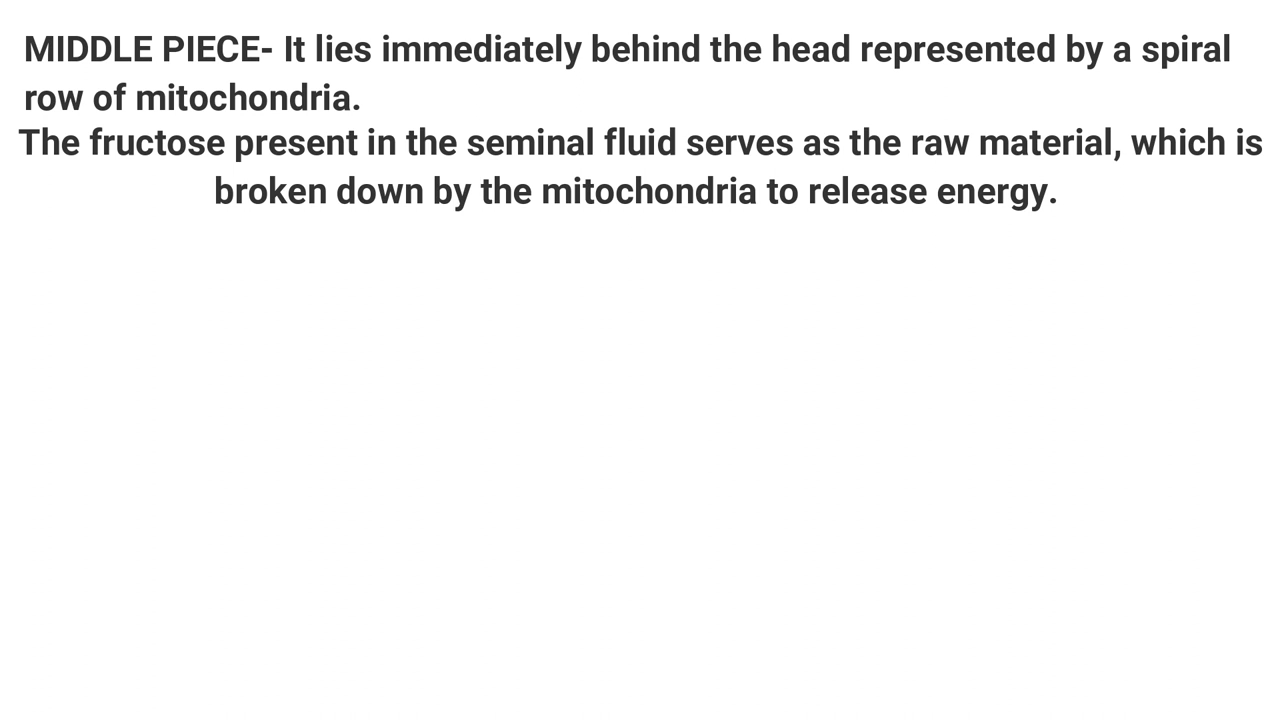 MIDDLE PIECE- It lies immediately behind the head represented by a spiral
row of mitochondria.
The fructose present in the seminal fluid serves as the raw material, which is
broken down by the mitochondria to release energy.